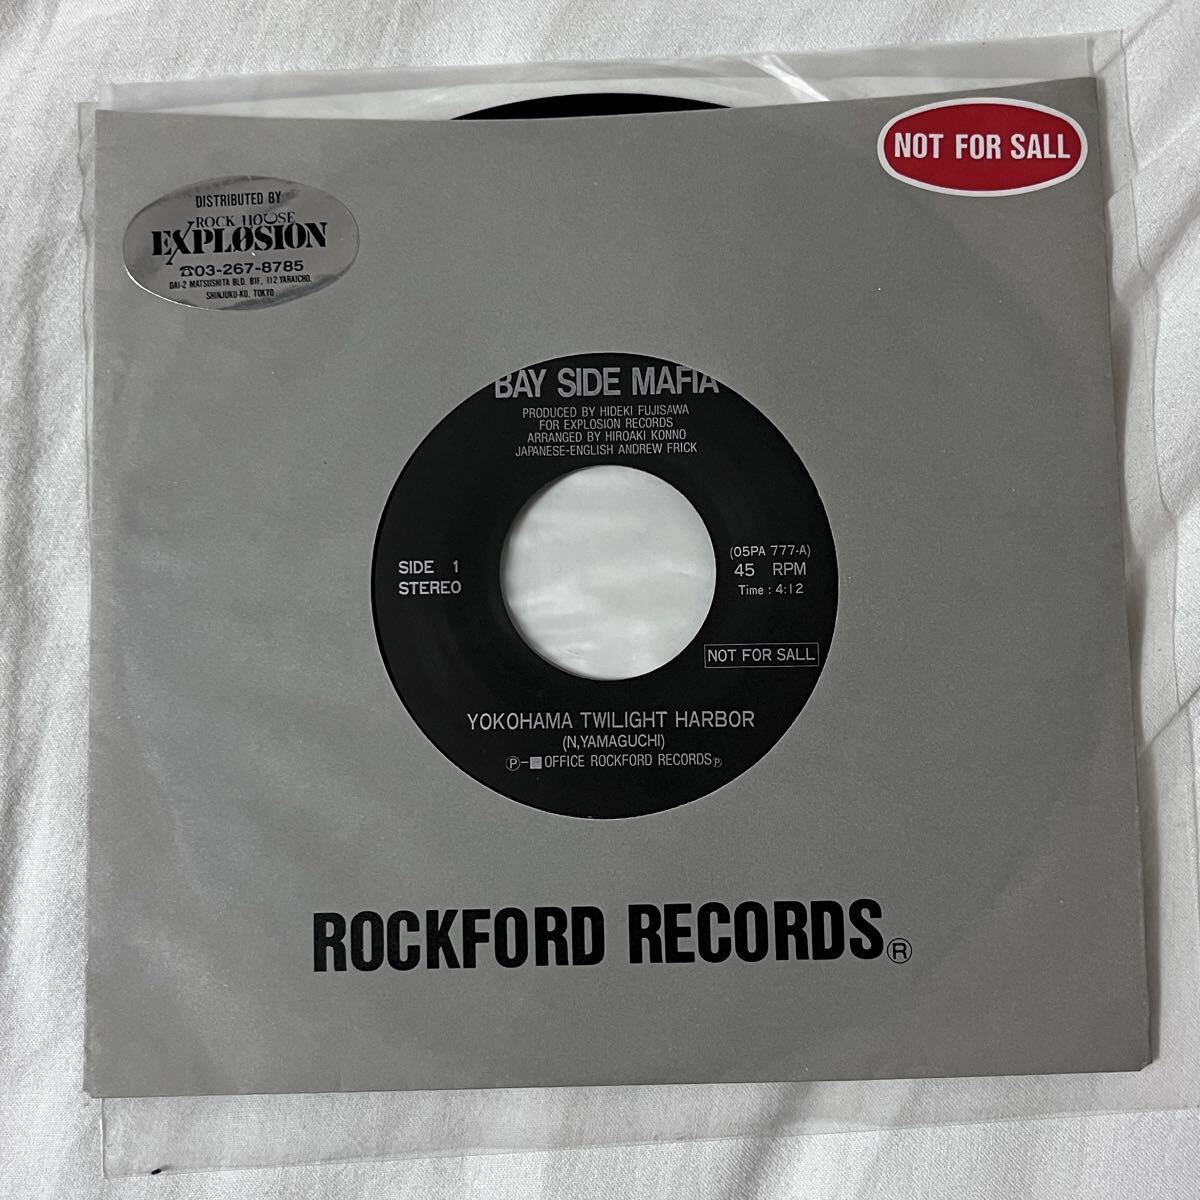 NOT FOR SALL
DISTRIBUTED BY
ROCK HOUSE
EXPLOSION
☎03-267-8785
DAI-2 MATSUSHITA BLD. B1F, 112 YARAICHO,
SHINJUKU-KU, TOKYO
BAY SIDE MAFIA
PRODUCED BY HIDEKI FUJISAWA
FOR EXPLOSION RECORDS
ARRANGED BY HIROAKI KONNO
JAPANESE-ENGLISH ANDREW FRICK
SIDE 1
STEREO
(05PA 777-A)
45 RPM
Time : 4:12
NOT FOR SALL
YOKOHAMA TWILIGHT HARBOR
(N,YAMAGUCHI)
Ⓟ-OFFICE ROCKFORD RECORDS Ⓟ
ROCKFORD RECORDS®